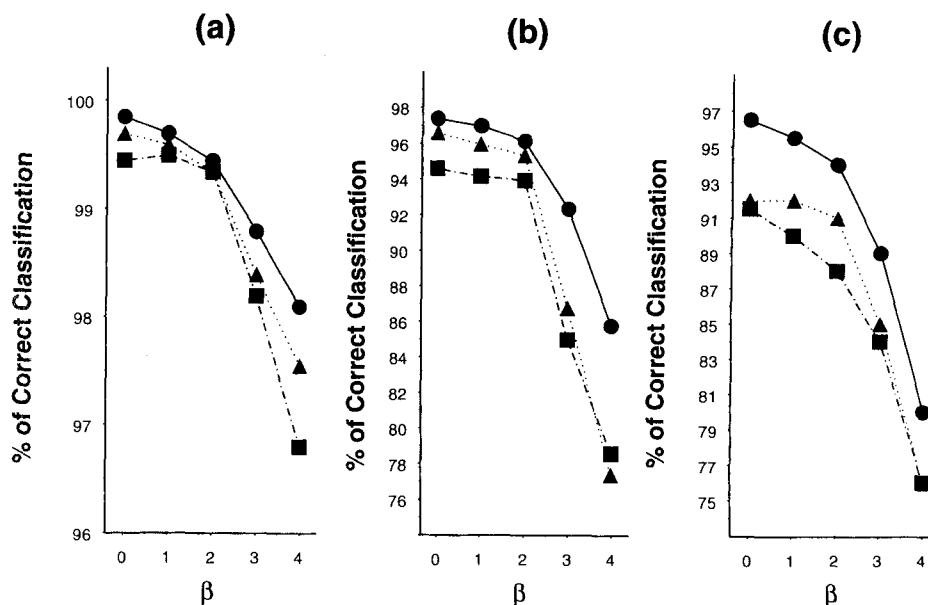 (a)
% of Correct Classification
100
99
98
97
96
0 1 2 3 4
β
(b)
% of Correct Classification
98
96
94
92
90
88
86
84
82
80
78
76
0 1 2 3 4
β
(c)
% of Correct Classification
97
95
93
91
89
87
85
83
81
79
77
75
0 1 2 3 4
β